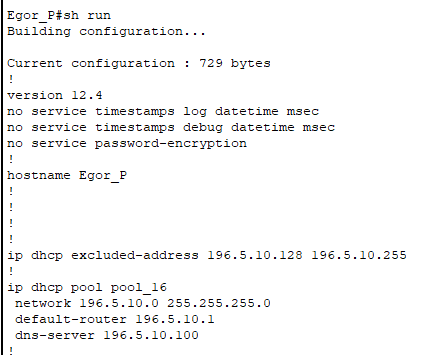 Egor_P#sh run
Building configuration...
Current configuration : 729 bytes
!
version 12.4
no service timestamps log datetime msec
no service timestamps debug datetime msec
no service password-encryption
!
hostname Egor_P
!
!
!
!
ip dhcp excluded-address 196.5.10.128 196.5.10.255
!
ip dhcp pool pool_16
network 196.5.10.0 255.255.255.0
default-router 196.5.10.1
dns-server 196.5.10.100
!